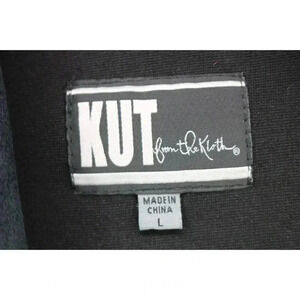 KUT from the Kloth®
MADE IN
CHINA
L